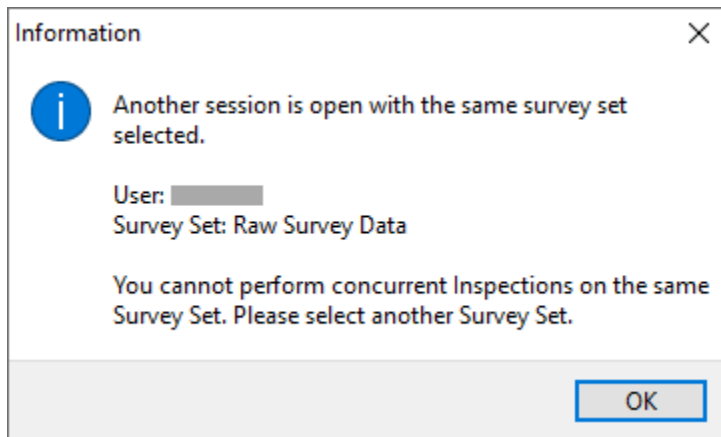 Information
Another session is open with the same survey set
selected.
User:
Survey Set: Raw Survey Data
You cannot perform concurrent Inspections on the same
Survey Set. Please select another Survey Set.
OK